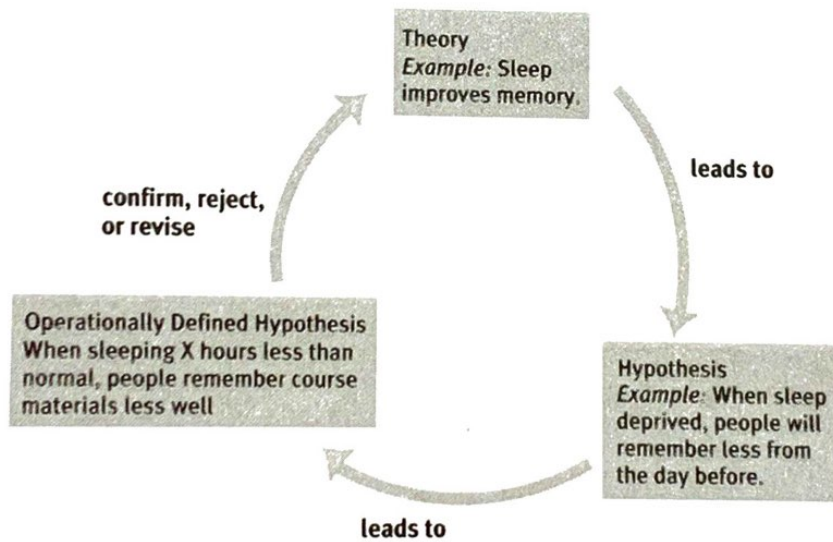 Theory
Example: Sleep
improves memory.
leads to
Hypothesis
Example: When sleep
deprived, people will
remember less from
the day before.
leads to
Operationally Defined Hypothesis
When sleeping X hours less than
normal, people remember course
materials less well
confirm, reject,
or revise